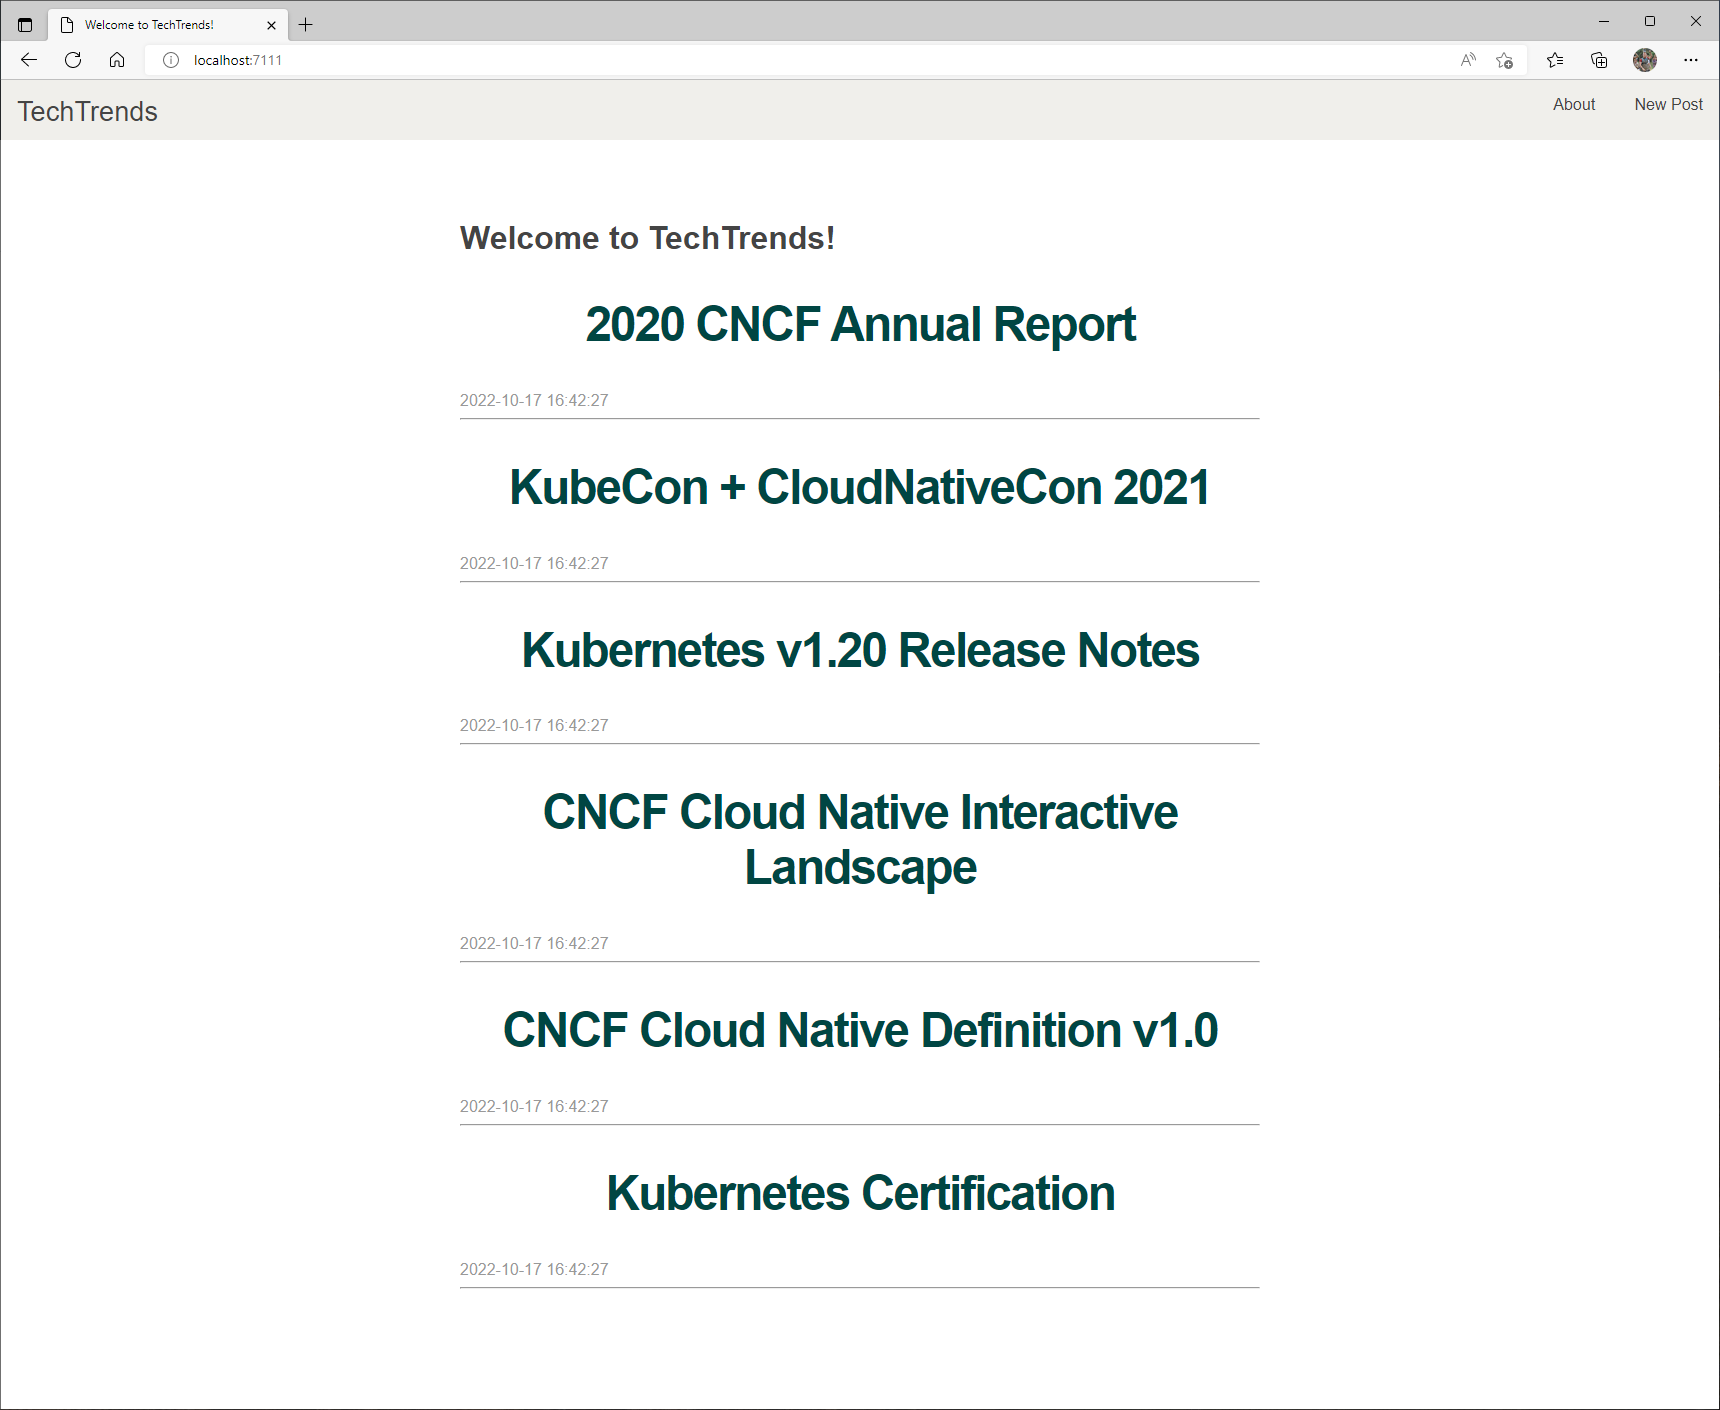 Welcome to TechTrends!
localhost:7111
TechTrends
About
New Post
Welcome to TechTrends!
2020 CNCF Annual Report
2022-10-17 16:42:27
KubeCon + CloudNativeCon 2021
2022-10-17 16:42:27
Kubernetes v1.20 Release Notes
2022-10-17 16:42:27
CNCF Cloud Native Interactive
Landscape
2022-10-17 16:42:27
CNCF Cloud Native Definition v1.0
2022-10-17 16:42:27
Kubernetes Certification
2022-10-17 16:42:27